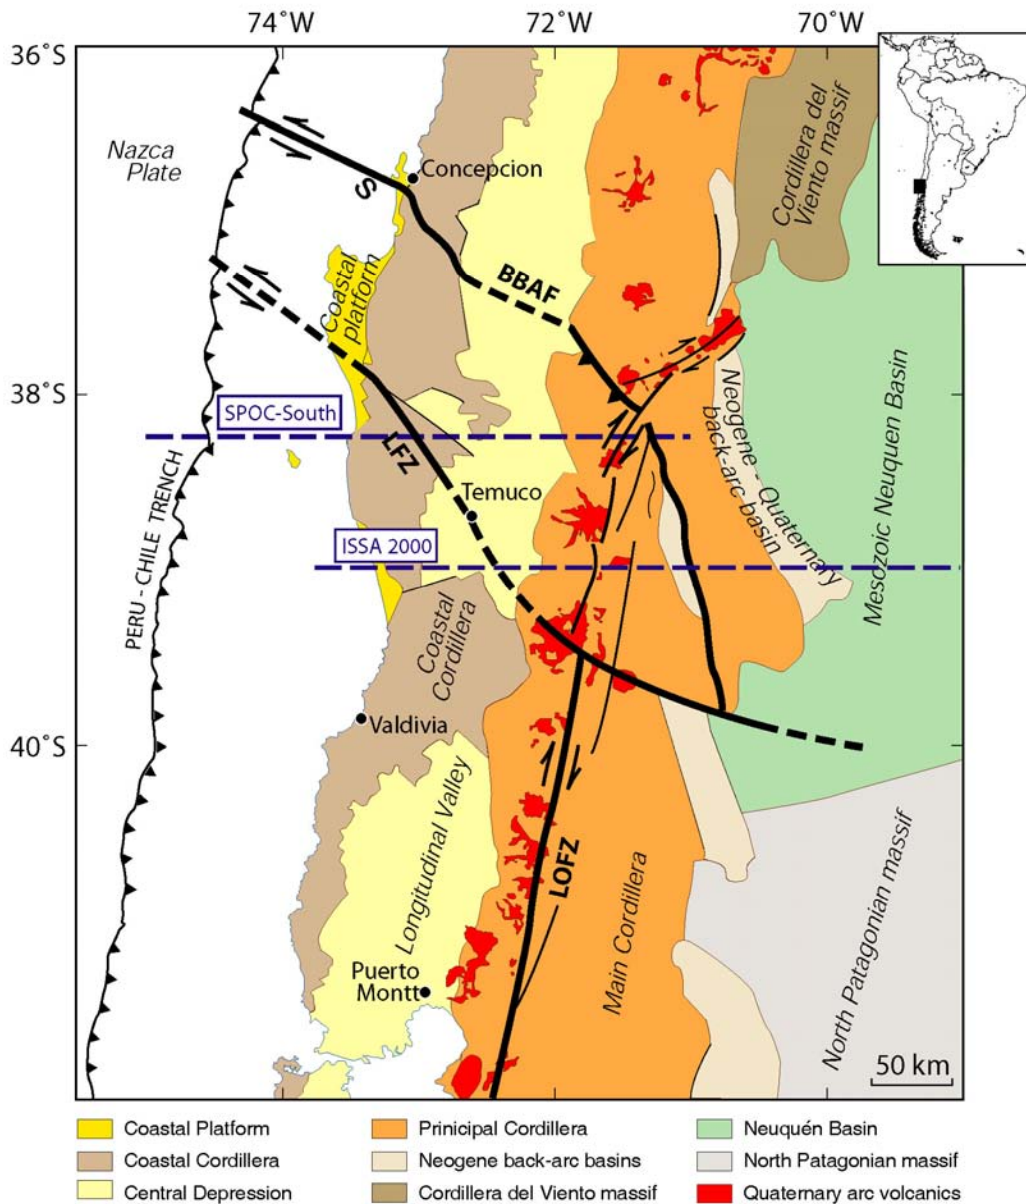 74°W
72°W
70°W
36°S
Nazca
Plate
S
Concepcion
Cordillera del
Viento massif
Coastal
platform
BBAF
38°S
SPOC-South
LFZ
Temuco
Neogene - Quaternary
back-arc basin
Mesozoic Neuquen Basin
ISSA 2000
PERU - CHILE TRENCH
Coastal
Cordillera
Valdivia
40°S
Longitudinal Valley
LOFZ
Main Cordillera
North Patagonian massif
Puerto
Montt
50 km
Coastal Platform
Prinicipal Cordillera
Neuquén Basin
Coastal Cordillera
Neogene back-arc basins
North Patagonian massif
Central Depression
Cordillera del Viento massif
Quaternary arc volcanics